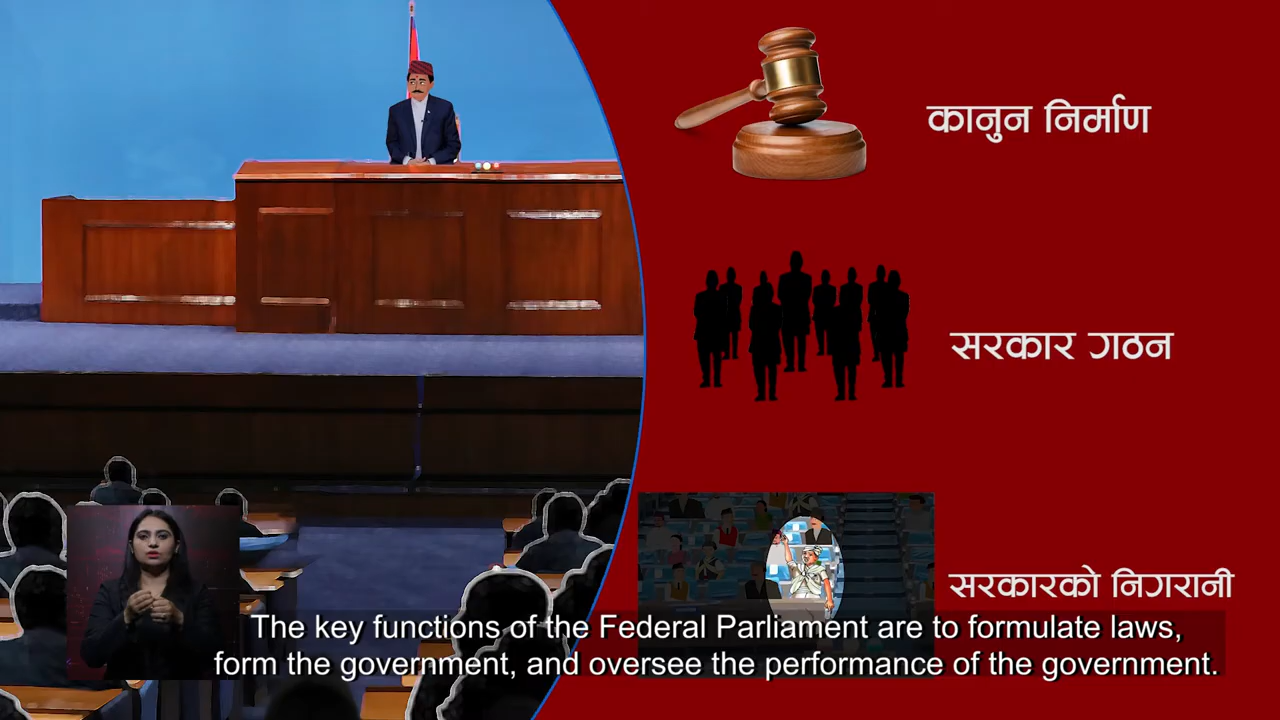 कानुन निर्माण
सरकार गठन
सरकारको निगरानी
The key functions of the Federal Parliament are to formulate laws,
form the government, and oversee the performance of the government.